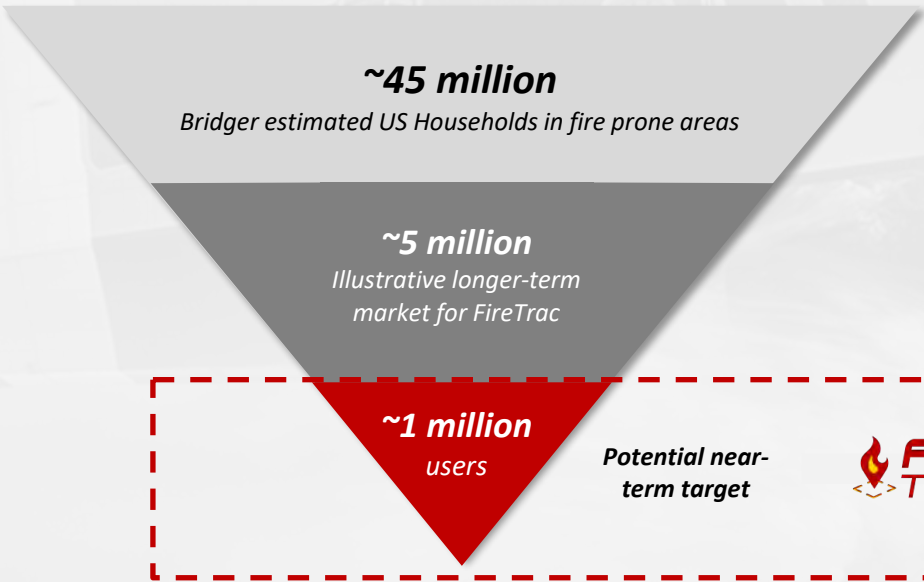 ~45 million
Bridger estimated US Households in fire prone areas
~5 million
Illustrative longer-term
market for FireTrac
~1 million
users
Potential near-
term target